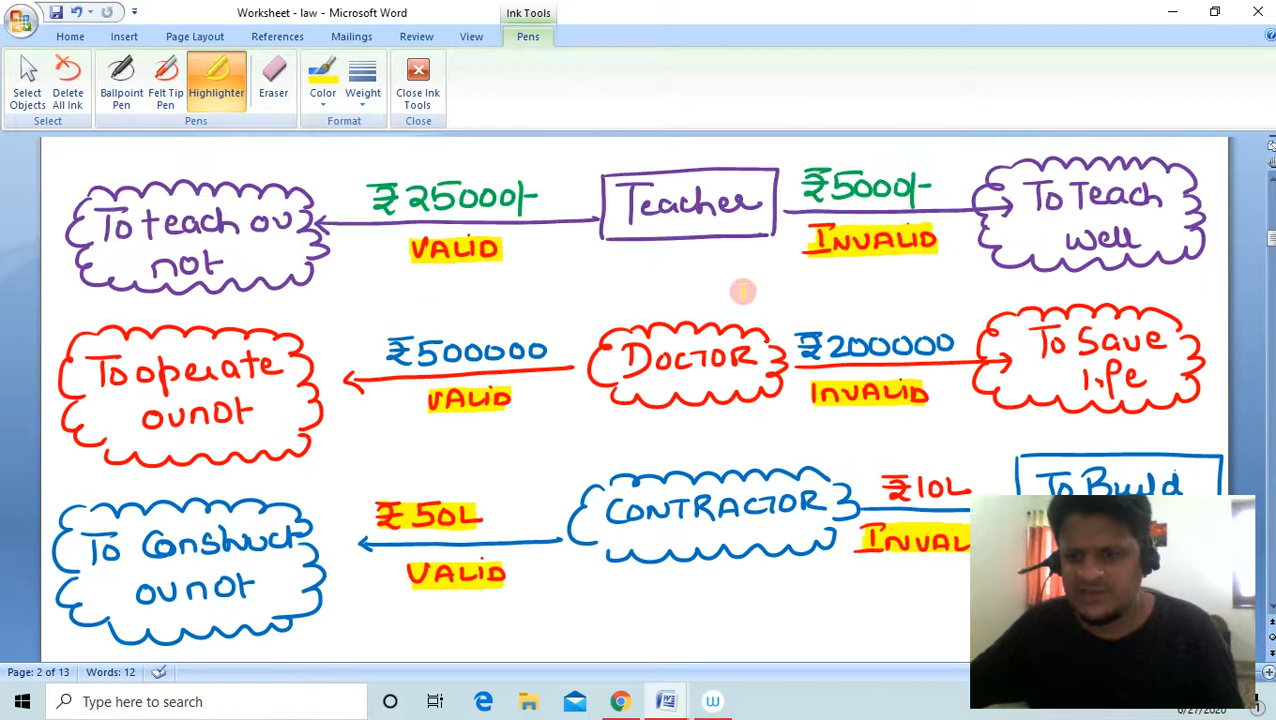 Worksheet - law - Microsoft Word
Ink Tools
Home Insert Page Layout References Mailings Review View Pens
Select Objects
Delete All Ink
Ballpoint Pen
Felt Tip Pen
Highlighter
Eraser
Color
Weight
Close Ink Tools
Select
Pens
Format
Close
To teach or not
₹25000/-
VALID
Teacher
₹5000/-
INVALID
To Teach
well
To operate
or not
₹500000
VALID
DOCTOR
₹200000
INVALID
To Save
life
To Construct
or not
₹50L
VALID
CONTRACTOR
₹10L
INVAL
To Build
Page: 2 of 13 Words: 12
Type here to search
6/27/2020